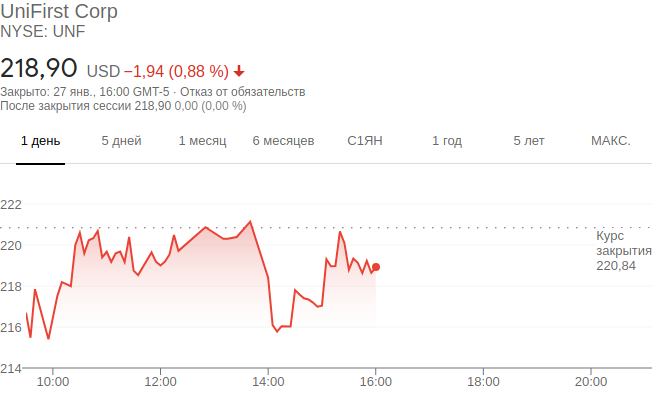 UniFirst Corp
NYSE: UNF
218,90 USD −1,94 (0,88 %)
Закрыто: 27 янв., 16:00 GMT-5 · Отказ от обязательств
После закрытия сессии 218,90 0,00 (0,00 %)
1 день 5 дней 1 месяц 6 месяцев С1ЯН 1 год 5 лет МАКС.
222
220
218
216
214
Курс
закрытия
220,84
10:00 12:00 14:00 16:00 18:00 20:00